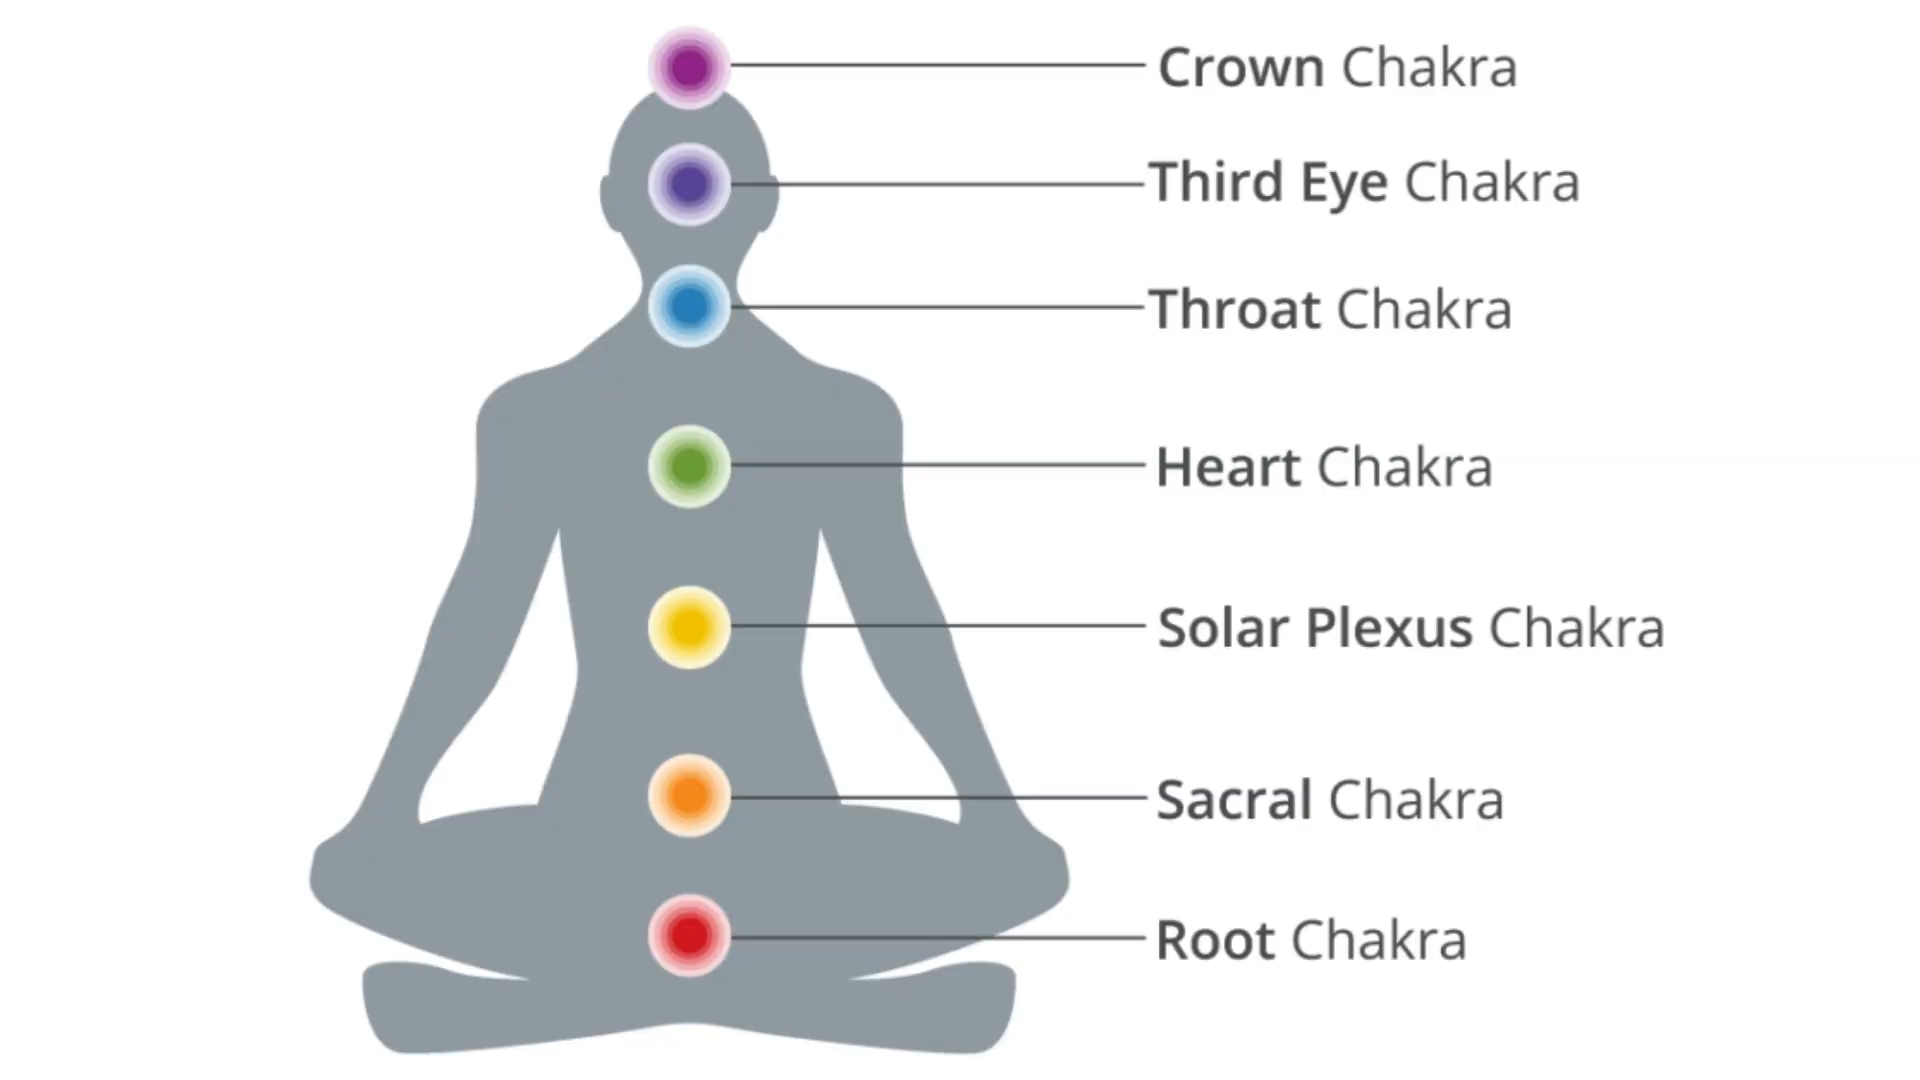 Crown Chakra
Third Eye Chakra
Throat Chakra
Heart Chakra
Solar Plexus Chakra
Sacral Chakra
Root Chakra